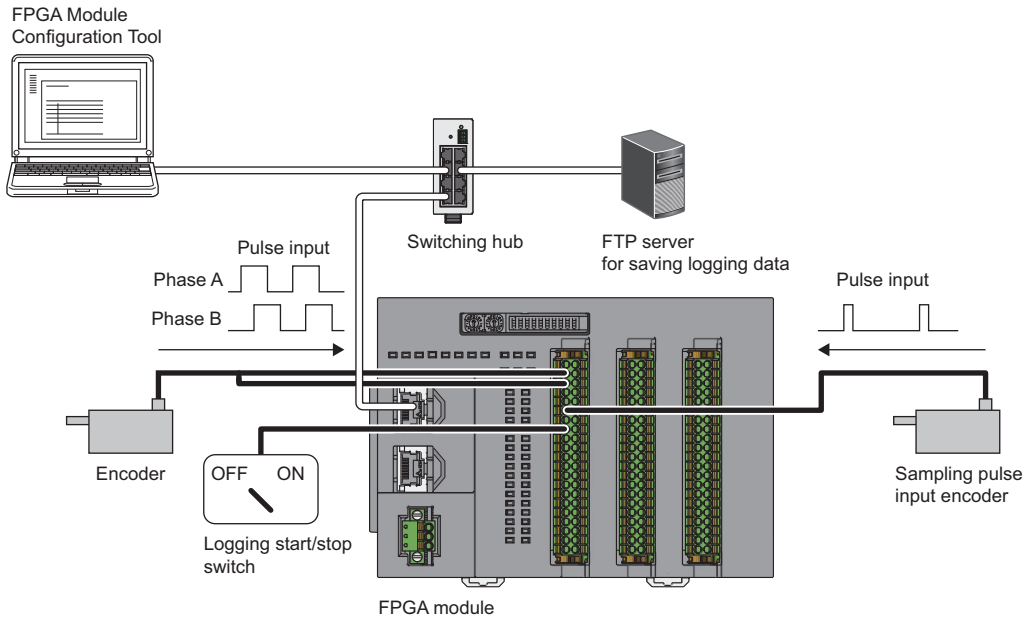 FPGA Module
Configuration Tool
Switching hub
FTP server
for saving logging data
Pulse input
Phase A
Phase B
Pulse input
Encoder
OFF ON
Logging start/stop
switch
Sampling pulse
input encoder
FPGA module